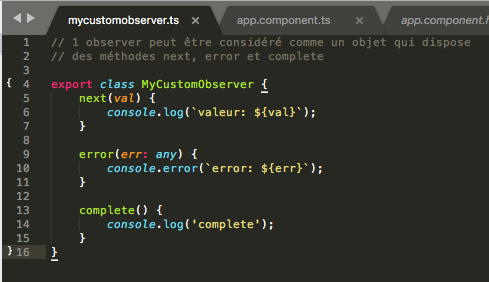 mycustomobserver.ts × app.component.ts × app.component.h
1 // 1 observer peut être considéré comme un objet qui dispose
2 // des méthodes next, error et complete
3
{ 4 export class MyCustomObserver {
5 next(val) {
6 console.log(`valeur: ${val}`);
7 }
8
9 error(err: any) {
10 console.error(`error: ${err}`);
11 }
12
13 complete() {
14 console.log('complete');
15 }
} 16 }